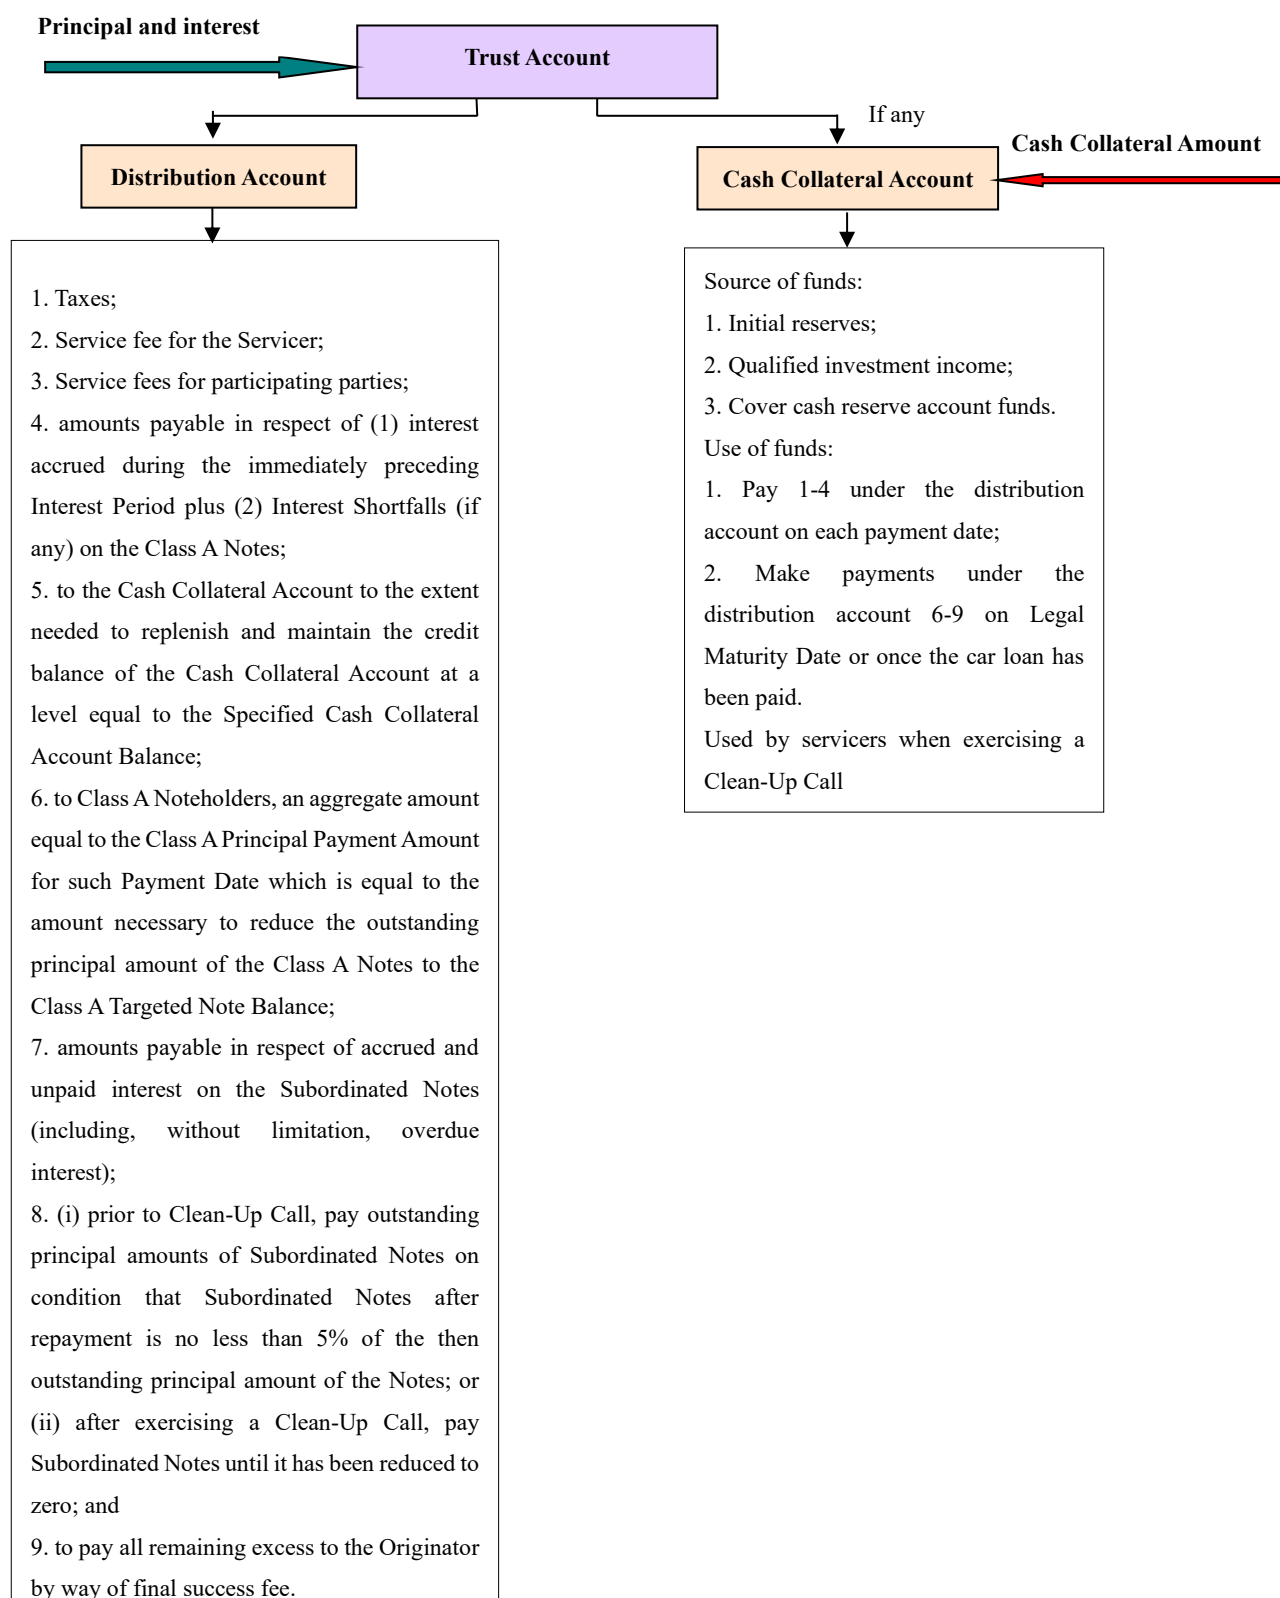 Principal and interest
Trust Account
If any
Cash Collateral Amount
Distribution Account
Cash Collateral Account
1. Taxes;
2. Service fee for the Servicer;
3. Service fees for participating parties;
4. amounts payable in respect of (1) interest
accrued during the immediately preceding
Interest Period plus (2) Interest Shortfalls (if
any) on the Class A Notes;
5. to the Cash Collateral Account to the extent
needed to replenish and maintain the credit
balance of the Cash Collateral Account at a
level equal to the Specified Cash Collateral
Account Balance;
6. to Class A Noteholders, an aggregate amount
equal to the Class A Principal Payment Amount
for such Payment Date which is equal to the
amount necessary to reduce the outstanding
principal amount of the Class A Notes to the
Class A Targeted Note Balance;
7. amounts payable in respect of accrued and
unpaid interest on the Subordinated Notes
(including, without limitation, overdue
interest);
8. (i) prior to Clean-Up Call, pay outstanding
principal amounts of Subordinated Notes on
condition that Subordinated Notes after
repayment is no less than 5% of the then
outstanding principal amount of the Notes; or
(ii) after exercising a Clean-Up Call, pay
Subordinated Notes until it has been reduced to
zero; and
9. to pay all remaining excess to the Originator
by way of final success fee.
Source of funds:
1. Initial reserves;
2. Qualified investment income;
3. Cover cash reserve account funds.
Use of funds:
1. Pay 1-4 under the distribution
account on each payment date;
2. Make payments under the
distribution account 6-9 on Legal
Maturity Date or once the car loan has
been paid.
Used by servicers when exercising a
Clean-Up Call